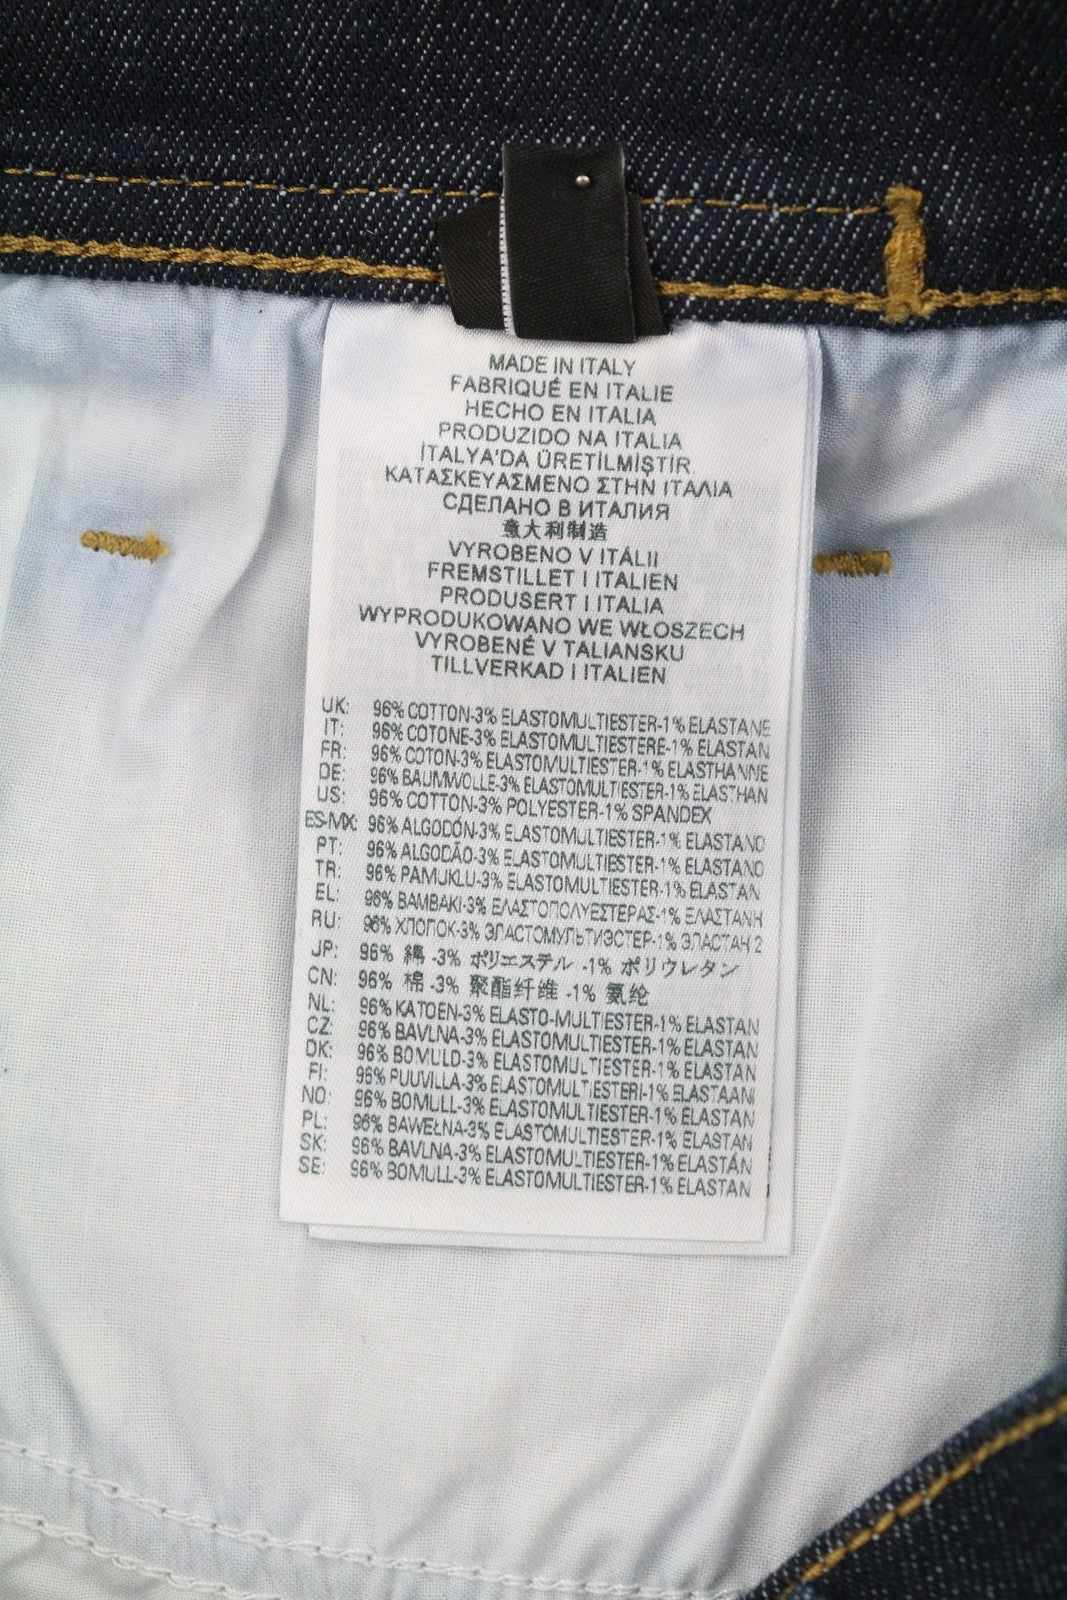 MADE IN ITALY
FABRIQUÉ EN ITALIE
HECHO EN ITALIA
PRODUZIDO NA ITALIA
İTALYA'DA ÜRETİLMİŞTİR.
ΚΑΤΑΣΚΕΥΑΣΜΕΝΟ ΣΤΗΝ ΙΤΑΛΙΑ
СДЕЛАНО В ИТАЛИЯ
意大利制造
VYROBENO V ITÁLII
FREMSTILLET I ITALIEN
PRODUSERT I ITALIA
WYPRODUKOWANO WE WŁOSZECH
VYROBENÉ V TALIANSKU
TILLVERKAD I ITALIEN
UK: 96% COTTON-3% ELASTOMULTIESTER-1% ELASTANE
IT: 96% COTONE-3% ELASTOMULTIESTERE-1% ELASTAN
FR: 96% COTON-3% ELASTOMULTIESTER-1% ELASTHANNE
DE: 96% BAUMWOLLE-3% ELASTOMULTIESTER-1% ELASTHAN
US: 96% COTTON-3% POLYESTER-1% SPANDEX
ES-MX: 96% ALGODÓN-3% ELASTOMULTIESTER-1% ELASTANO
PT: 96% ALGODÃO-3% ELASTOMULTIESTER-1% ELASTANO
TR: 96% PAMUKLU-3% ELASTOMULTIESTER-1% ELASTAN
EL: 96% ΒΑΜΒΑΚΙ-3% ΕΛΑΣΤΟΠΟΛΥΕΣΤΕΡΑΣ-1% ΕΛΑΣΤΑΝΗ
RU: 96% ХЛОПОК-3% ЭЛАСТОМУЛЬТИЭСТЕР-1% ЭЛАСТАН 2
JP: 96% 綿 -3% ポリエステル -1% ポリウレタン
CN: 96% 棉 -3% 聚酯纤维 -1% 氨纶
NL: 96% KATOEN-3% ELASTO-MULTIESTER-1% ELASTAN
CZ: 96% BAVLNA-3% ELASTOMULTIESTER-1% ELASTAN
DK: 96% BOMULD-3% ELASTOMULTIESTER-1% ELASTAN
FI: 96% PUUVILLA-3% ELASTOMULTIESTERI-1% ELASTAANI
NO: 96% BOMULL-3% ELASTOMULTIESTER-1% ELASTAN
PL: 96% BAWEŁNA-3% ELASTOMULTIESTER-1% ELASTAN
SK: 96% BAVLNA-3% ELASTOMULTIESTER-1% ELASTÁN
SE: 96% BOMULL-3% ELASTOMULTIESTER-1% ELASTAN